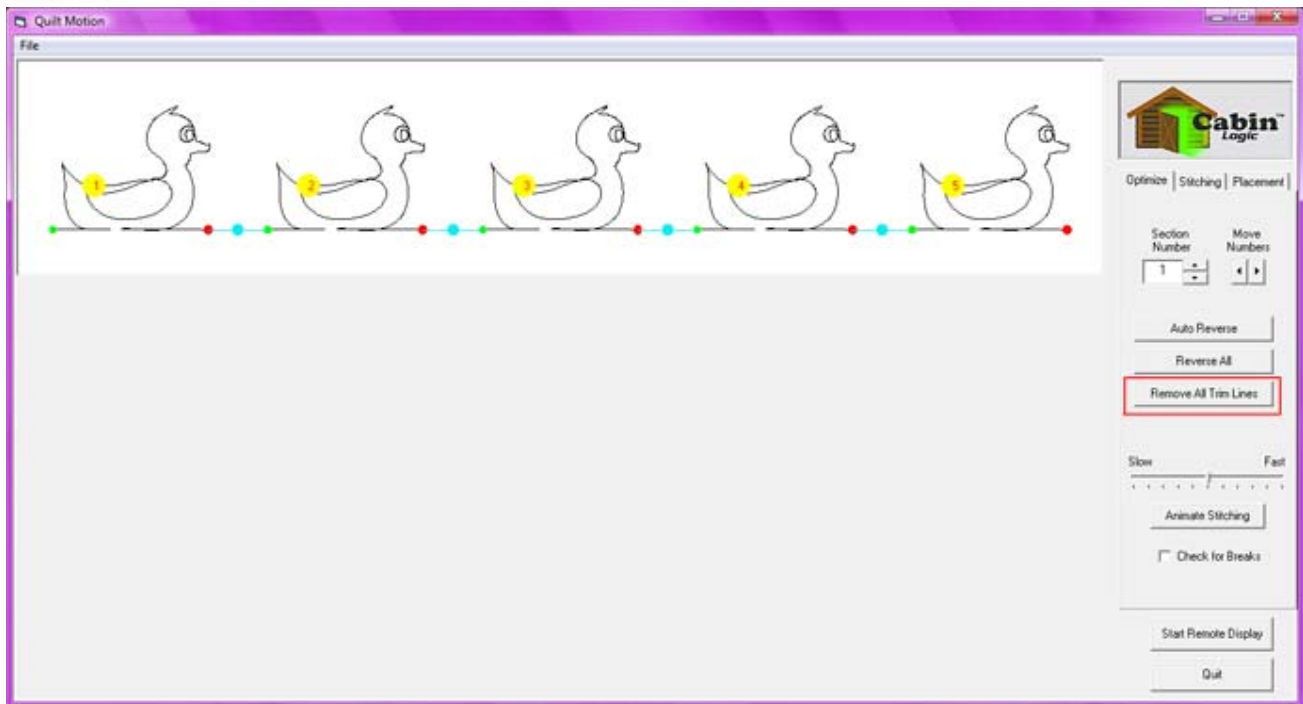 Quilt Motion
File
1 2 3 4 5
Cabin™
Logic
Optimize Stitching Placement
Section Number
Move Numbers
1
Auto Reverse
Reverse All
Remove All Trim Lines
Slow Fast
Animate Stitching
Check for Breaks
Start Remote Display
Quit